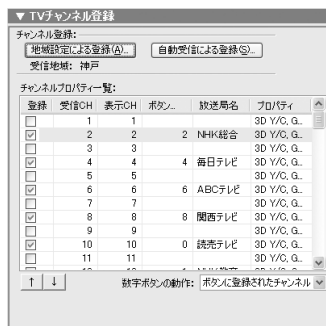 ▼ TVチャンネル登録
チャンネル登録:
地域設定による登録(A)... 自動受信による登録(S)...
受信地域: 神戸
チャンネルプロパティ一覧:
登録 受信CH 表示CH ボタン... 放送局名 プロパティ
1 1 3D Y/C, G...
2 2 2 NHK総合 3D Y/C, G...
3 3 3D Y/C, G...
4 4 4 毎日テレビ 3D Y/C, G...
5 5 3D Y/C, G...
6 6 6 ABCテレビ 3D Y/C, G...
7 7 3D Y/C, G...
8 8 8 関西テレビ 3D Y/C, G...
9 9 3D Y/C, G...
10 10 0 読売テレビ 3D Y/C, G...
11 11 3D Y/C, G...
↑ ↓ 数字ボタンの動作: ボタンに登録されたチャンネル